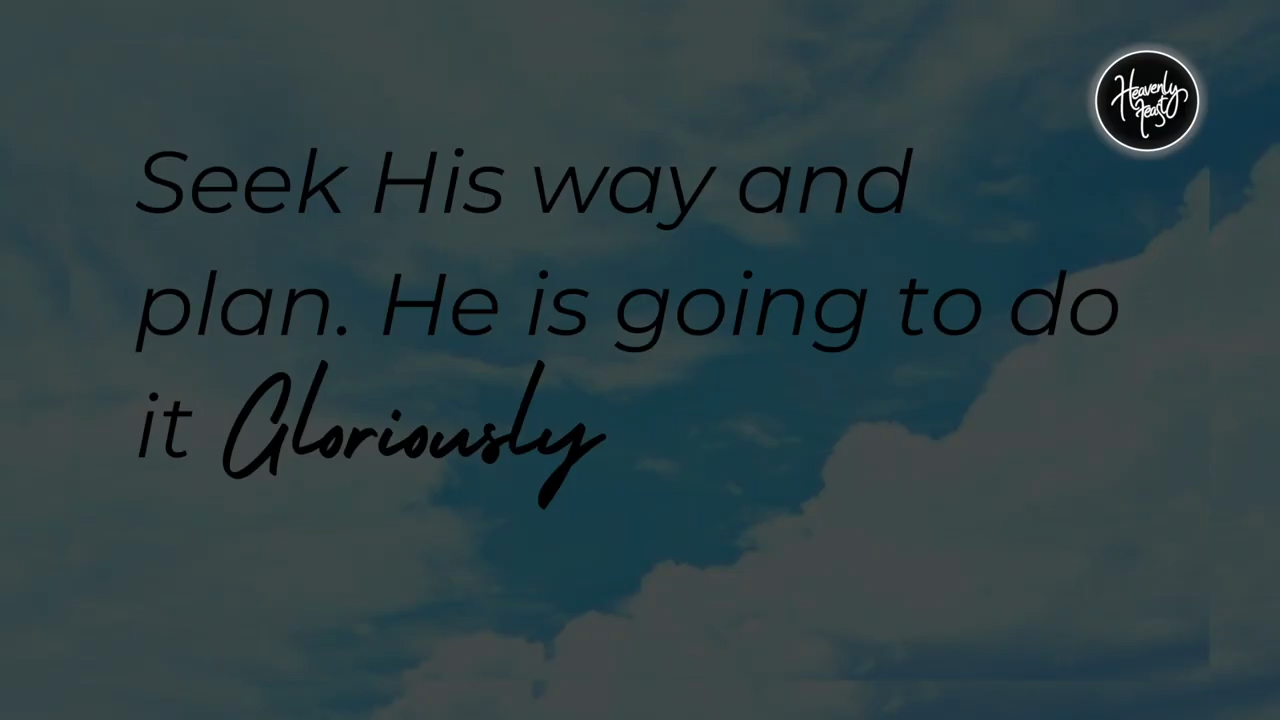 Heavenly
feast
Seek His way and
plan. He is going to do
it Gloriously